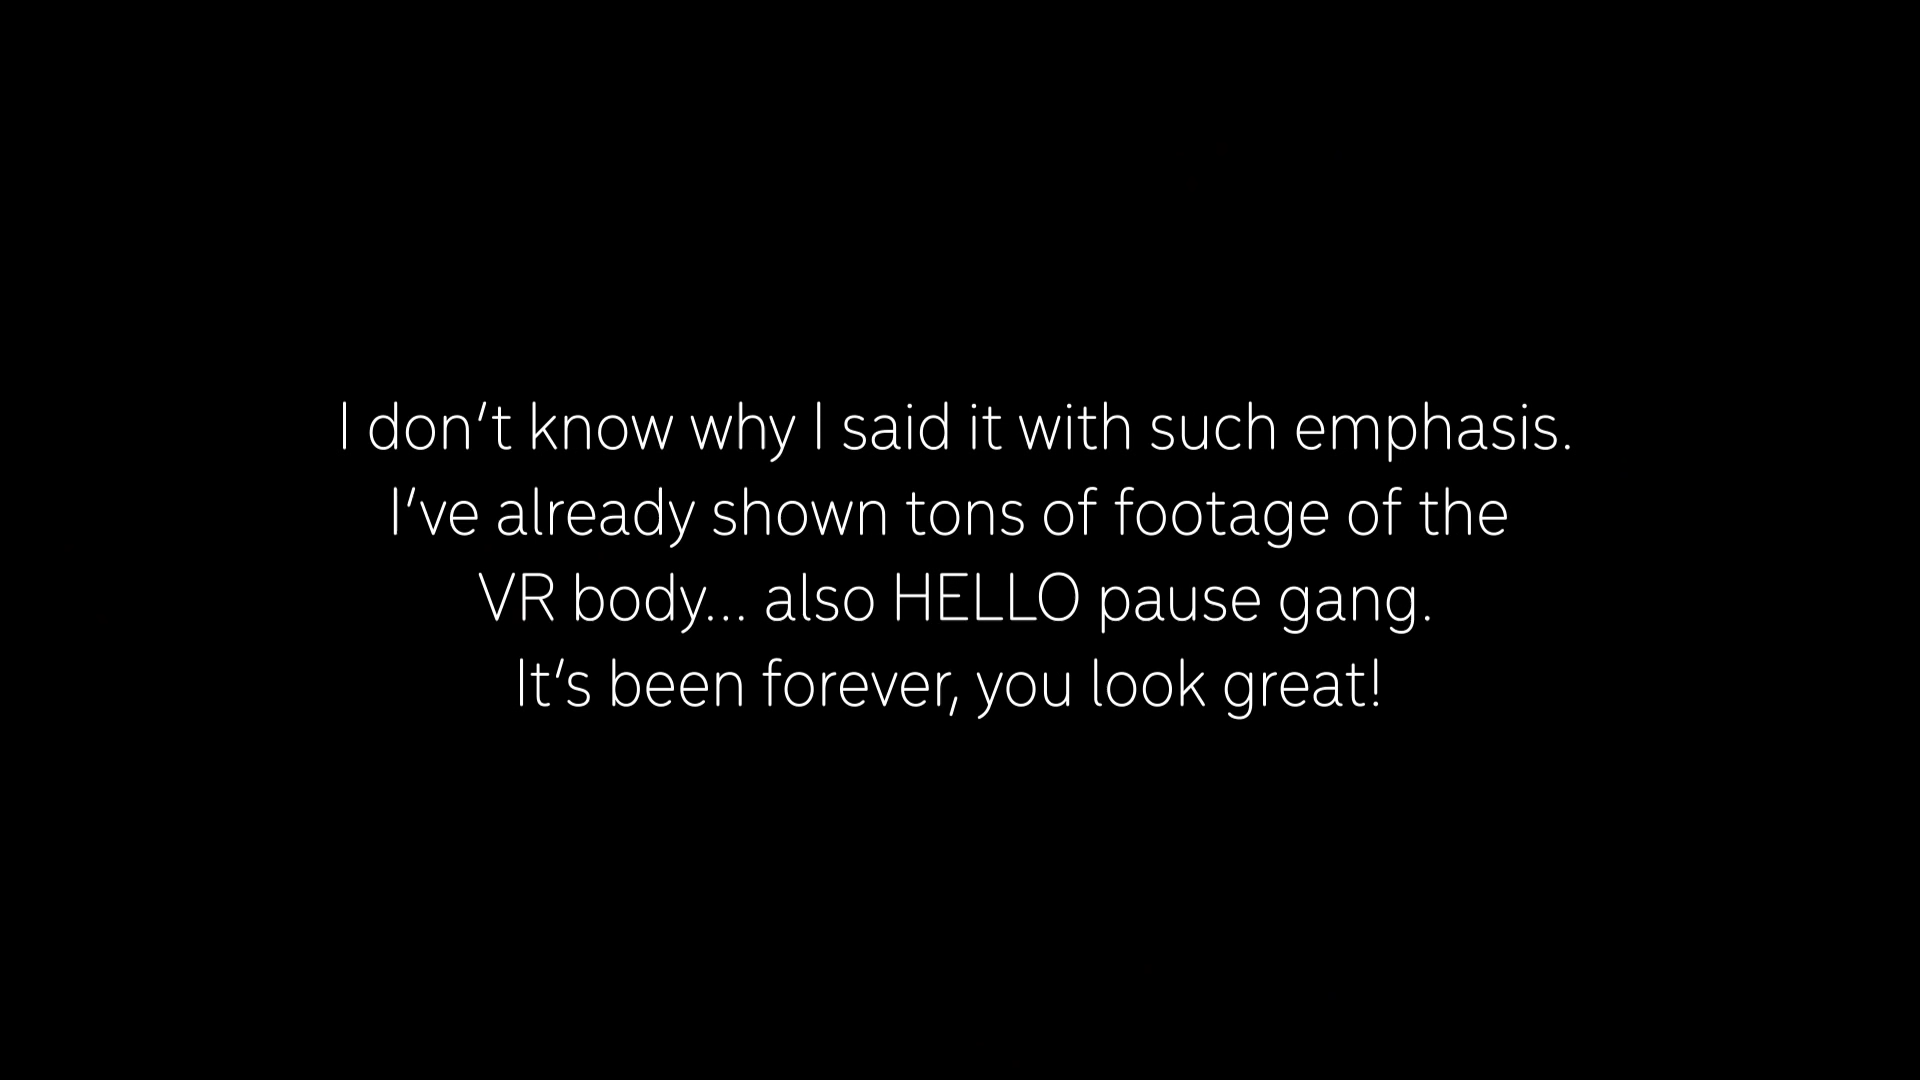 I don't know why I said it with such emphasis.
I've already shown tons of footage of the
VR body... also HELLO pause gang.
It's been forever, you look great!